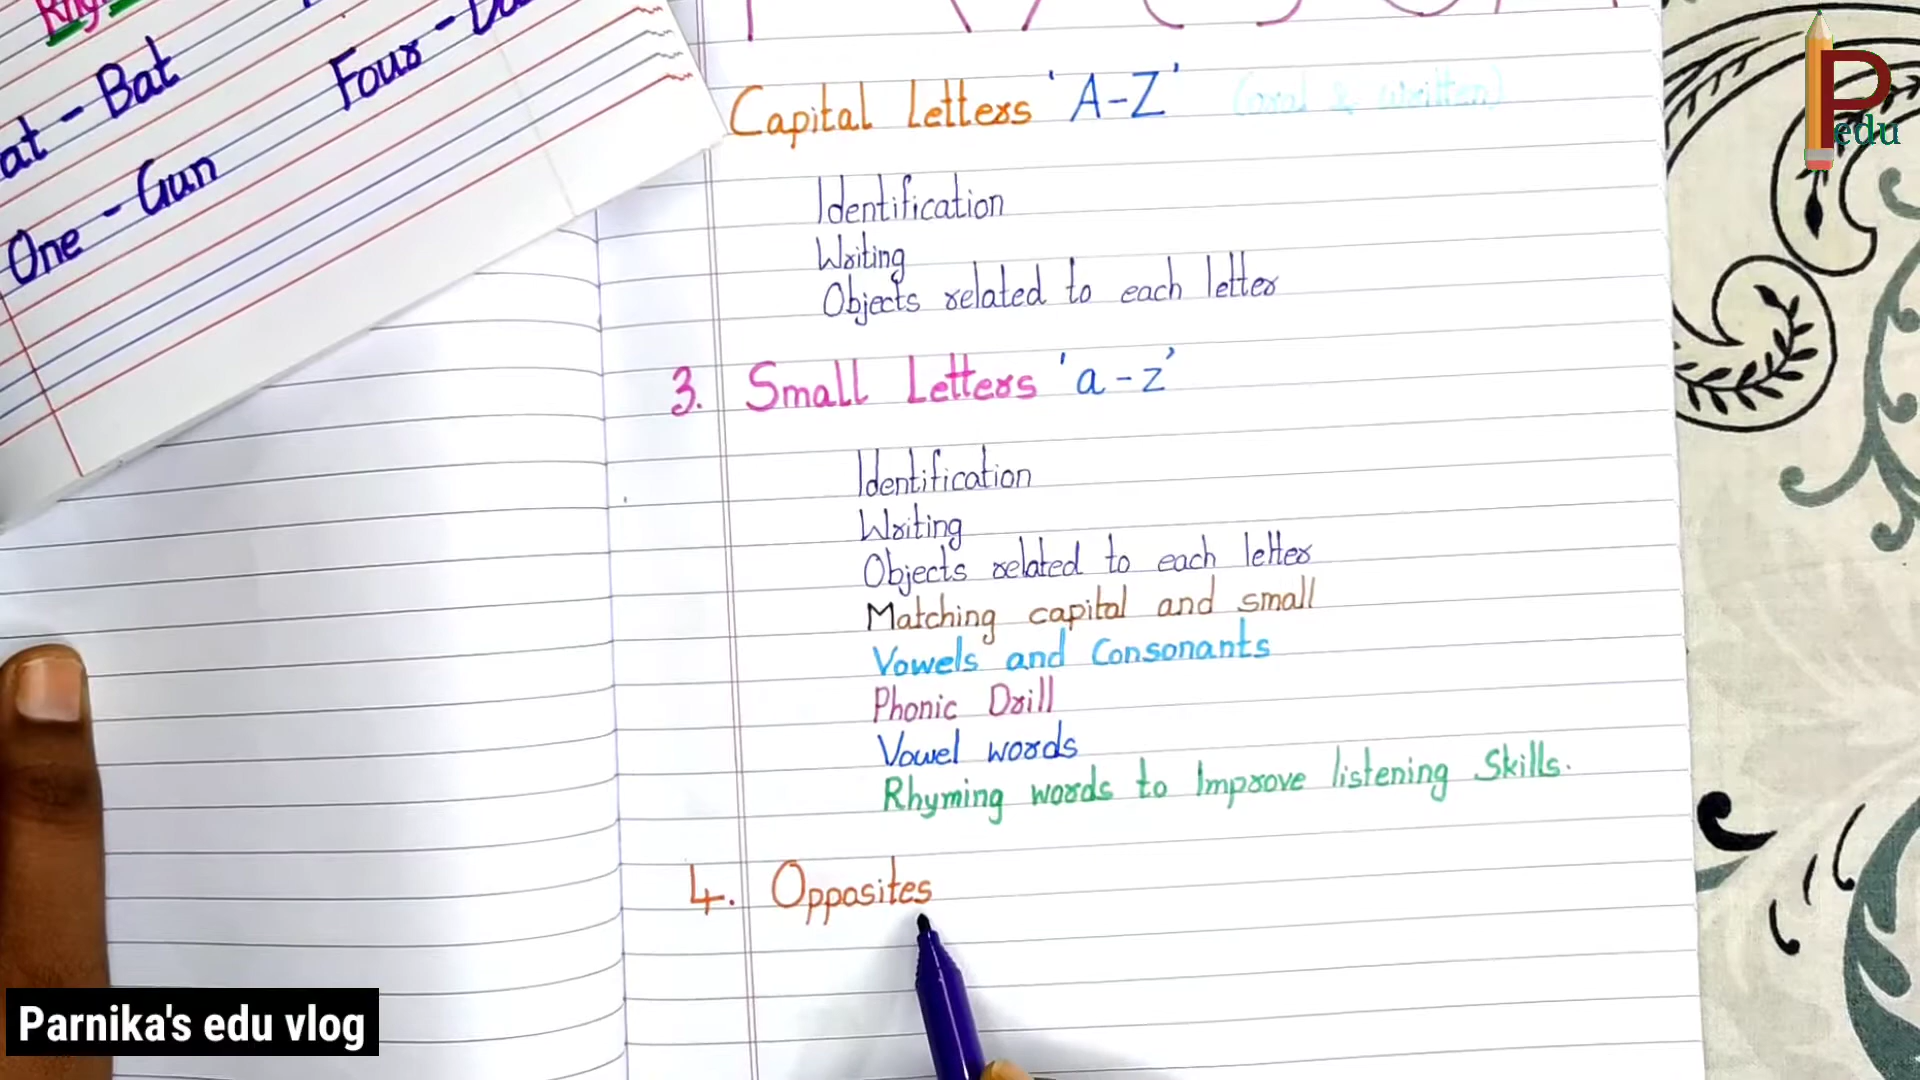 at - Bat
Four -
One - Gun
Capital Letters 'A-Z' (oral & written)
Identification
Writing
Objects related to each letter
3. Small Letters 'a-z'
Identification
Writing
Objects related to each letter
Matching capital and small
Vowels and Consonants
Phonic Drill
Vowel words
Rhyming words to Improve listening Skills.
4. Opposites
P
edu
Parnika's edu vlog